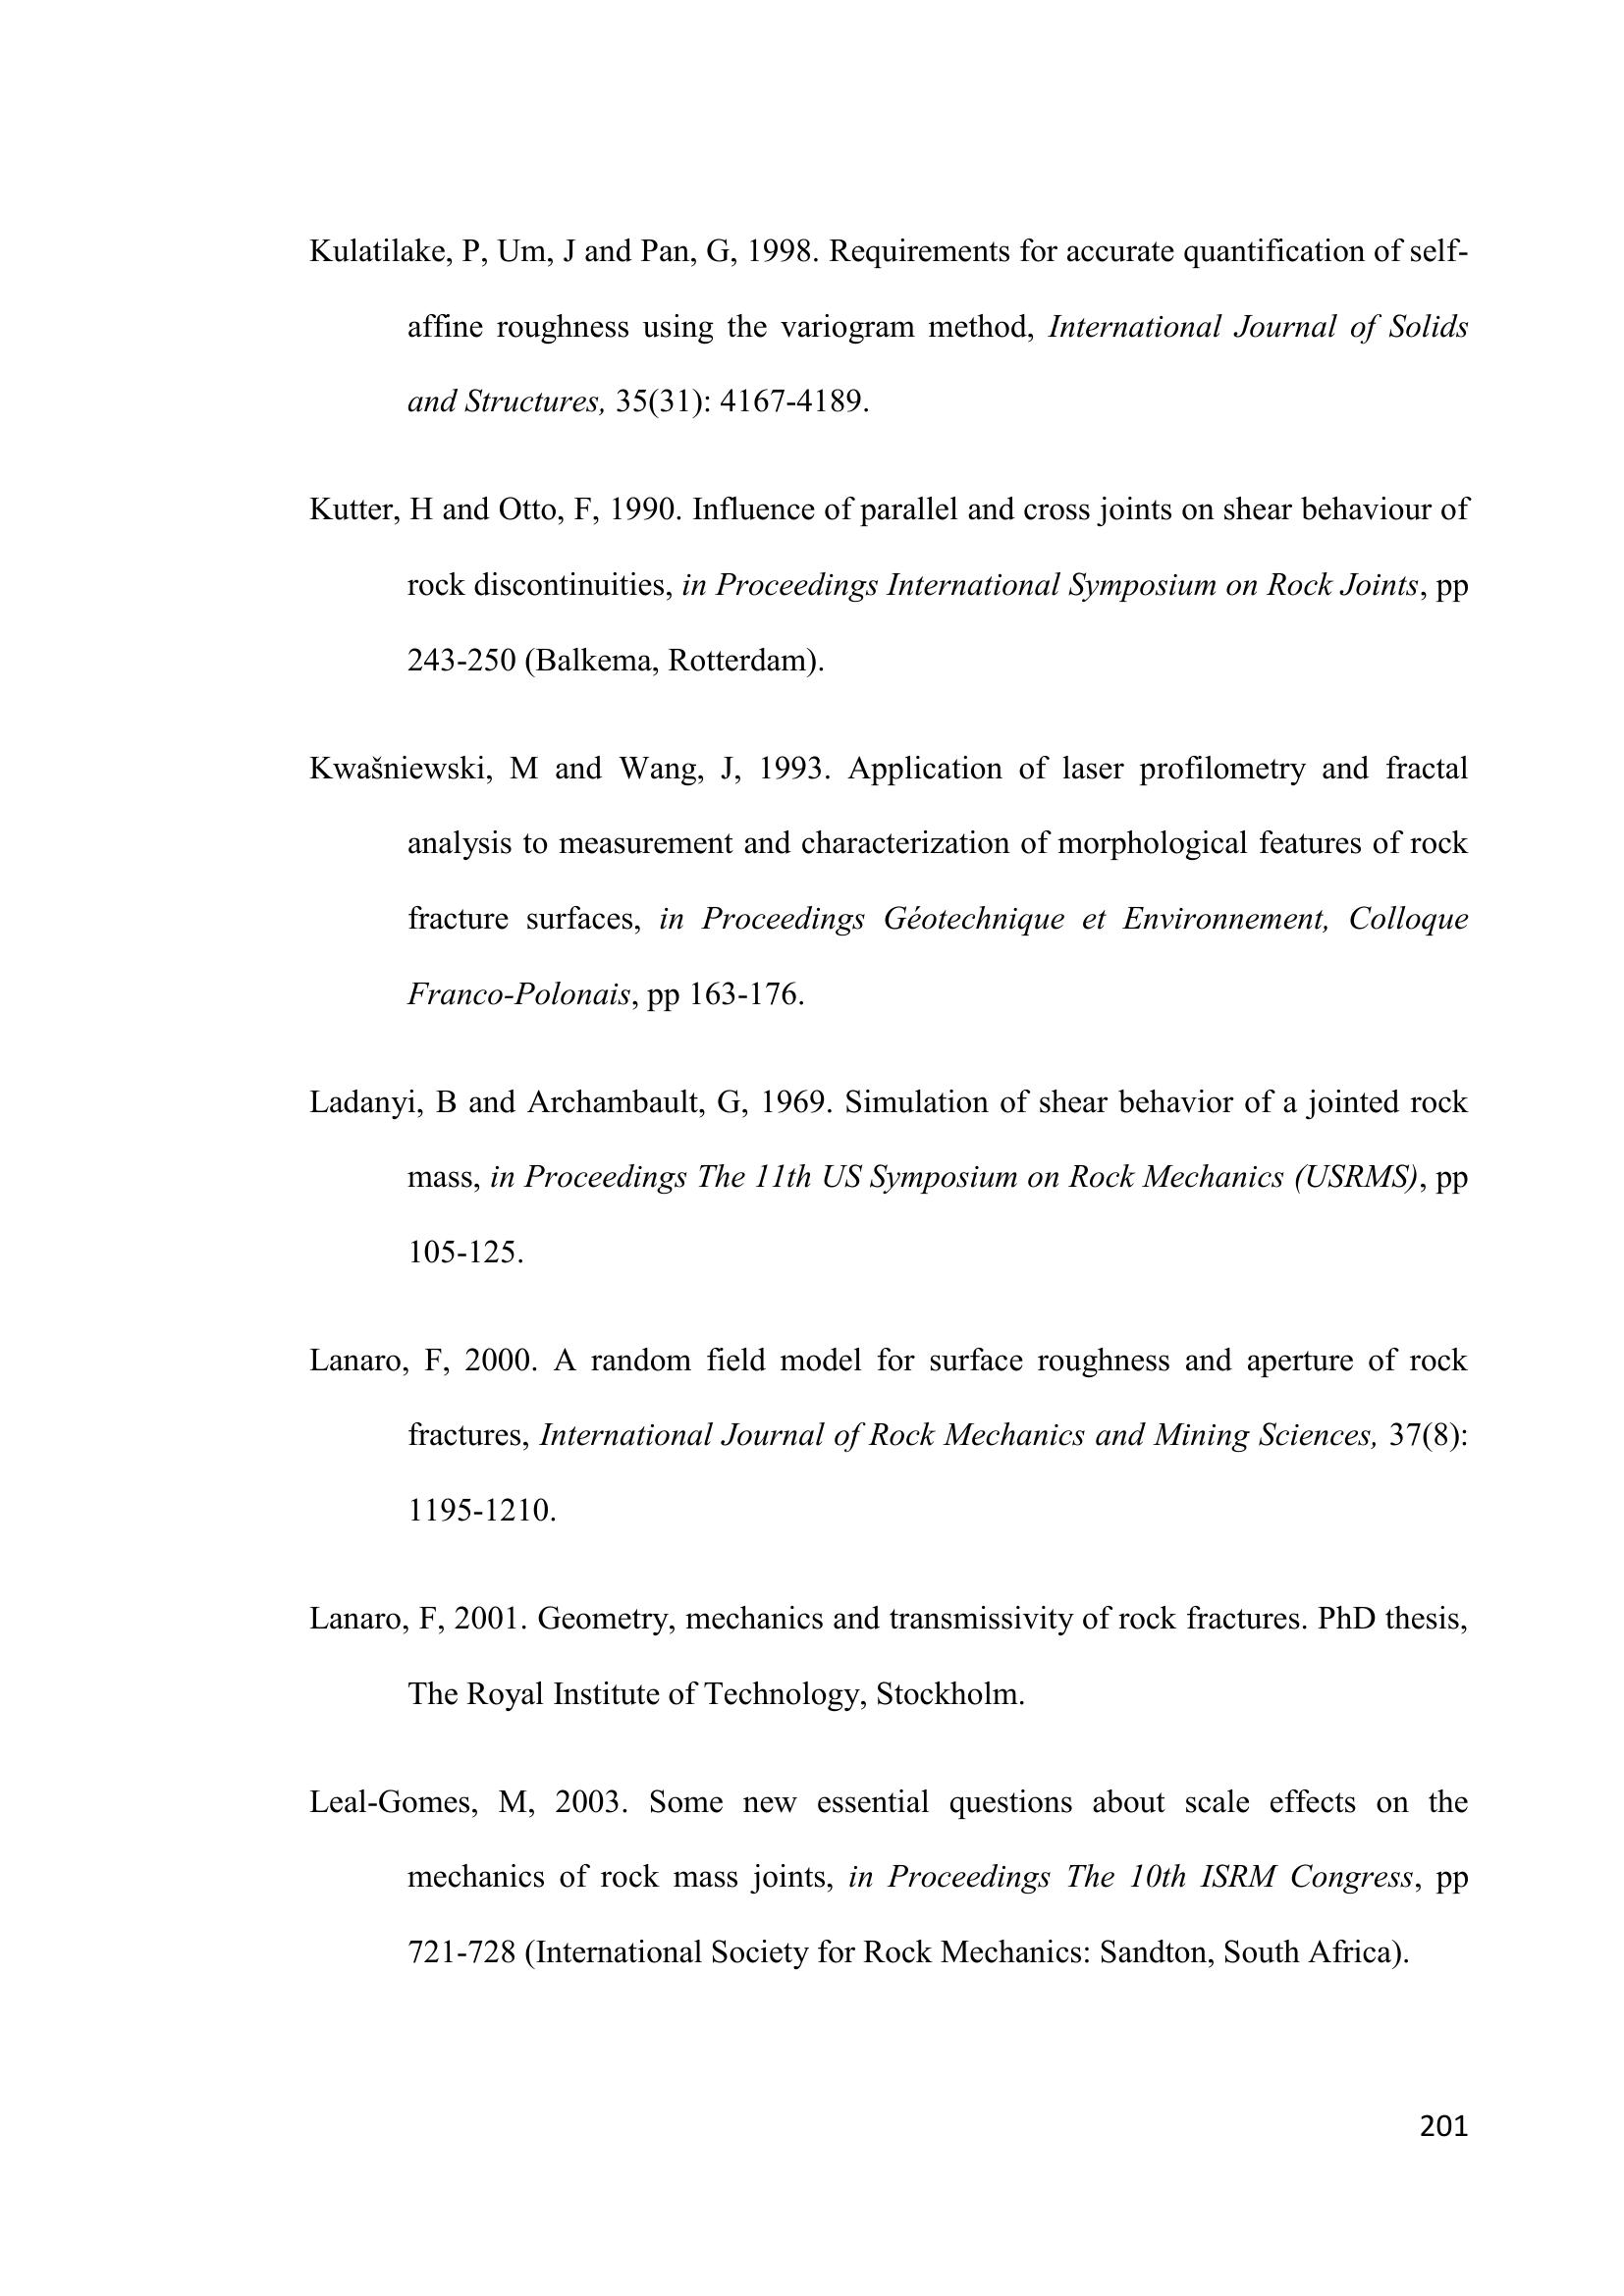 Kulatilake, P, Um, J and Pan, G, 1998. Requirements for accurate quantification of self-
affine roughness using the variogram method, International Journal of Solids
and Structures, 35(31): 4167-4189.
Kutter, H and Otto, F, 1990. Influence of parallel and cross joints on shear behaviour of
rock discontinuities, in Proceedings International Symposium on Rock Joints, pp
243-250 (Balkema, Rotterdam).
Kwašniewski, M and Wang, J, 1993. Application of laser profilometry and fractal
analysis to measurement and characterization of morphological features of rock
fracture surfaces, in Proceedings Géotechnique et Environnement, Colloque
Franco-Polonais, pp 163-176.
Ladanyi, B and Archambault, G, 1969. Simulation of shear behavior of a jointed rock
mass, in Proceedings The 11th US Symposium on Rock Mechanics (USRMS), pp
105-125.
Lanaro, F, 2000. A random field model for surface roughness and aperture of rock
fractures, International Journal of Rock Mechanics and Mining Sciences, 37(8):
1195-1210.
Lanaro, F, 2001. Geometry, mechanics and transmissivity of rock fractures. PhD thesis,
The Royal Institute of Technology, Stockholm.
Leal-Gomes, M, 2003. Some new essential questions about scale effects on the
mechanics of rock mass joints, in Proceedings The 10th ISRM Congress, pp
721-728 (International Society for Rock Mechanics: Sandton, South Africa).
201